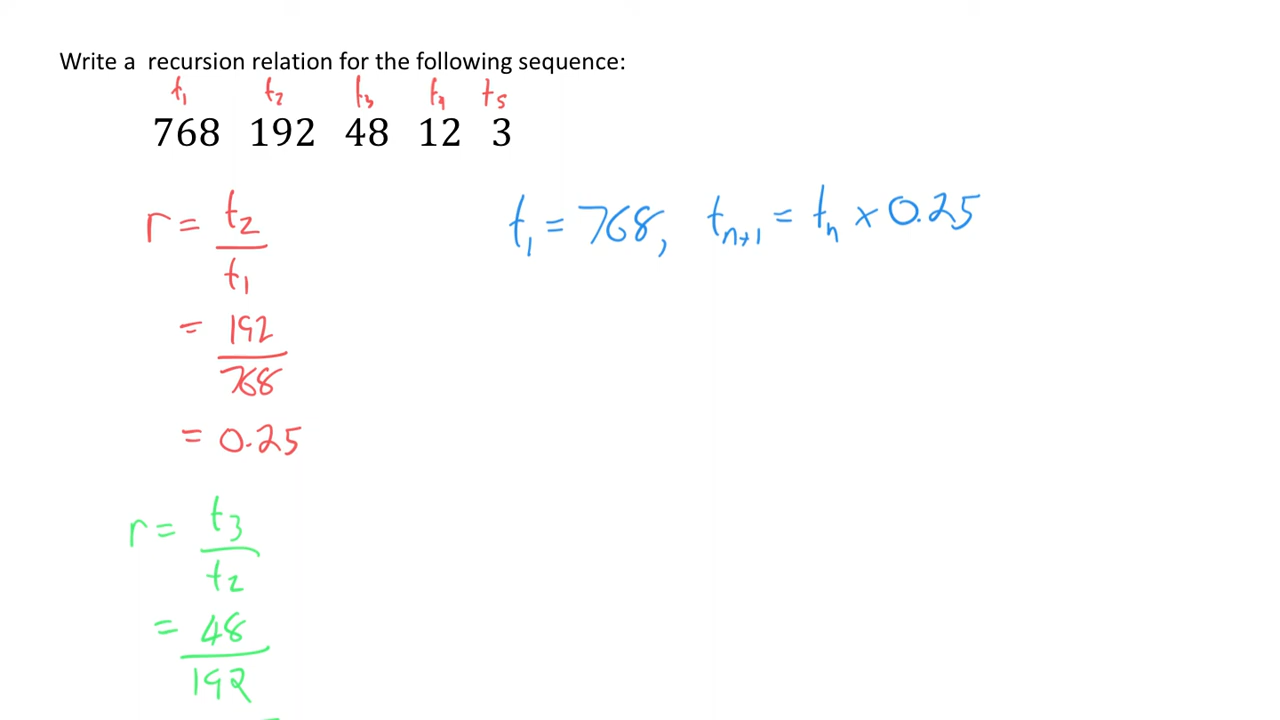 Write a recursion relation for the following sequence:
t₁ t₂ t₃ t₄ t₅
768 192 48 12 3
r = t₂/t₁
= 192/768
= 0.25
t₁ = 768, tₙ₊₁ = tₙ × 0.25
r = t₃/t₂
= 48/192